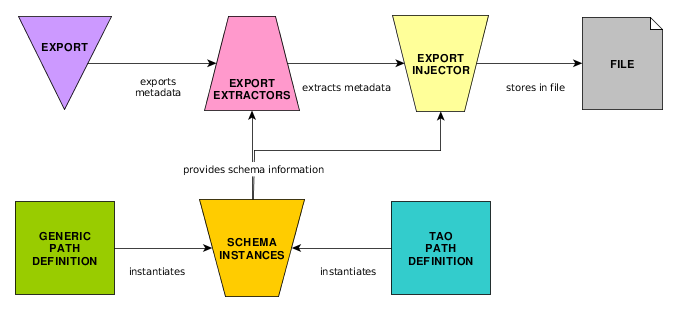 EXPORT
exports
metadata
EXPORT
EXTRACTORS
extracts metadata
EXPORT
INJECTOR
stores in file
FILE
provides schema information
GENERIC
PATH
DEFINITION
instantiates
SCHEMA
INSTANCES
instantiates
TAO
PATH
DEFINITION